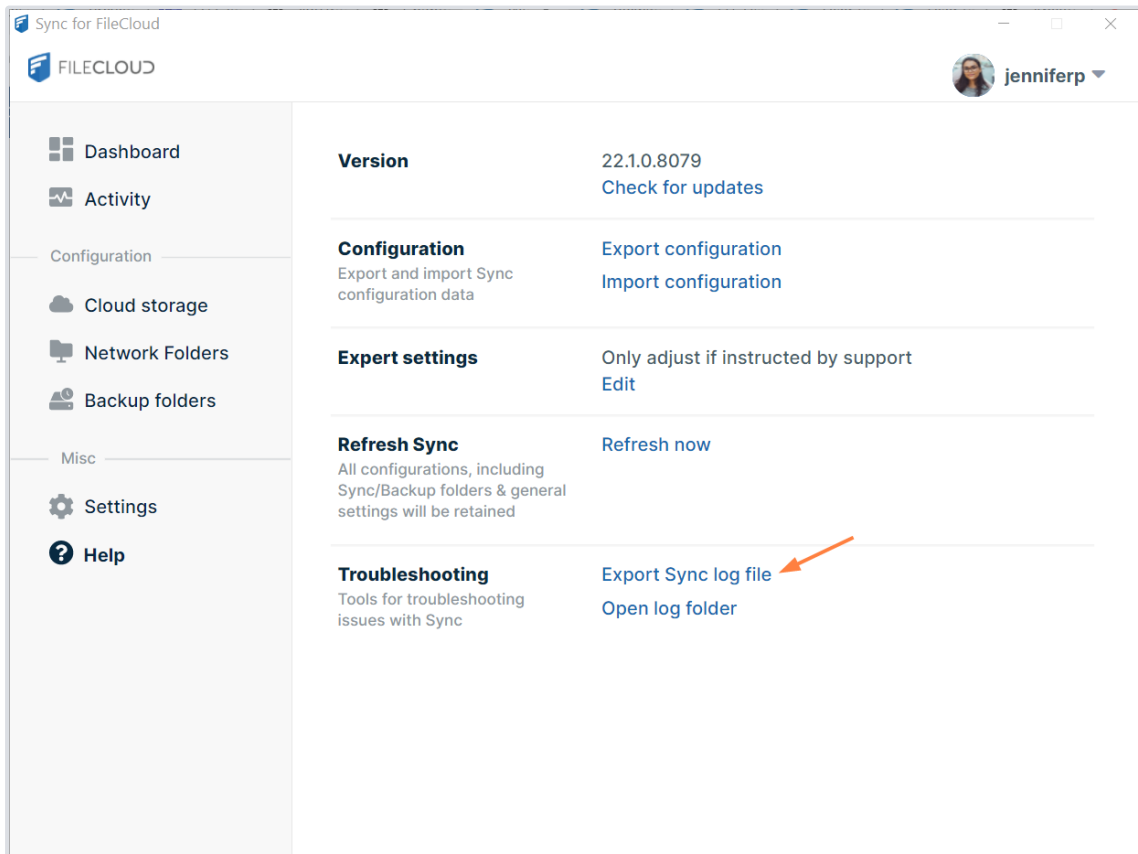 Sync for FileCloud
FILECLOUD
jenniferp
Dashboard
Activity
Configuration
Cloud storage
Network Folders
Backup folders
Misc
Settings
Help
Version
22.1.0.8079
Check for updates
Configuration
Export and import Sync
configuration data
Export configuration
Import configuration
Expert settings
Only adjust if instructed by support
Edit
Refresh Sync
All configurations, including
Sync/Backup folders & general
settings will be retained
Refresh now
Troubleshooting
Tools for troubleshooting
issues with Sync
Export Sync log file
Open log folder